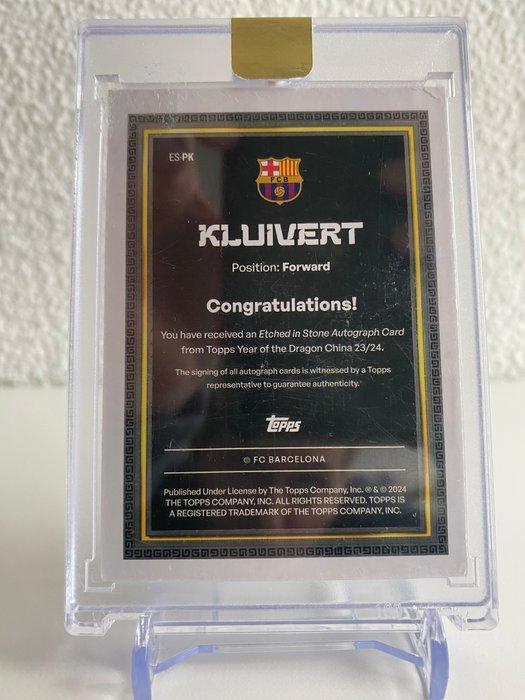 ES-PK
FCB
KLUIVERT
Position: Forward
Congratulations!
You have received an Etched in Stone Autograph Card
from Topps Year of the Dragon China 23/24.
The signing of all autograph cards is witnessed by a Topps
representative to guarantee authenticity.
topps
FC BARCELONA
Published Under License by The Topps Company, Inc. ® & © 2024
THE TOPPS COMPANY, INC. ALL RIGHTS RESERVED. TOPPS IS
A REGISTERED TRADEMARK OF THE TOPPS COMPANY, INC.